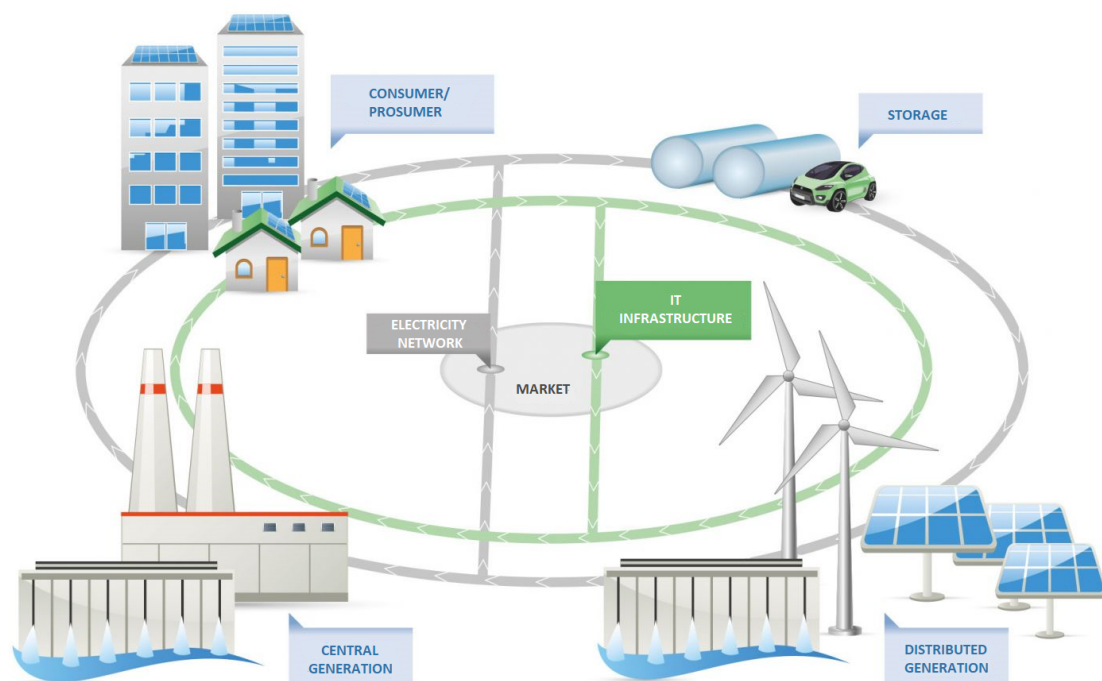 CONSUMER/
PROSUMER
STORAGE
IT
INFRASTRUCTURE
ELECTRICITY
NETWORK
MARKET
CENTRAL
GENERATION
DISTRIBUTED
GENERATION